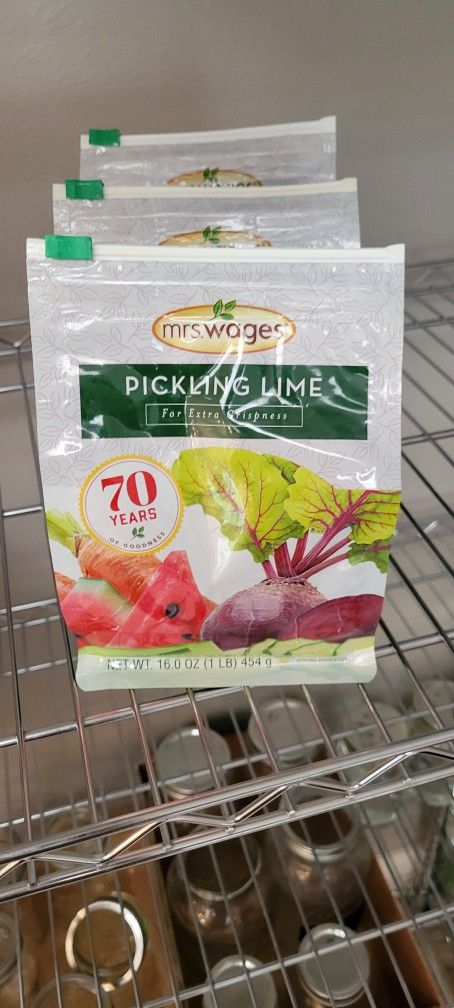 mrs.wages
PICKLING LIME
For Extra Crispness
70
YEARS
OF GOODNESS
NET WT. 16.0 OZ (1 LB) 454 g